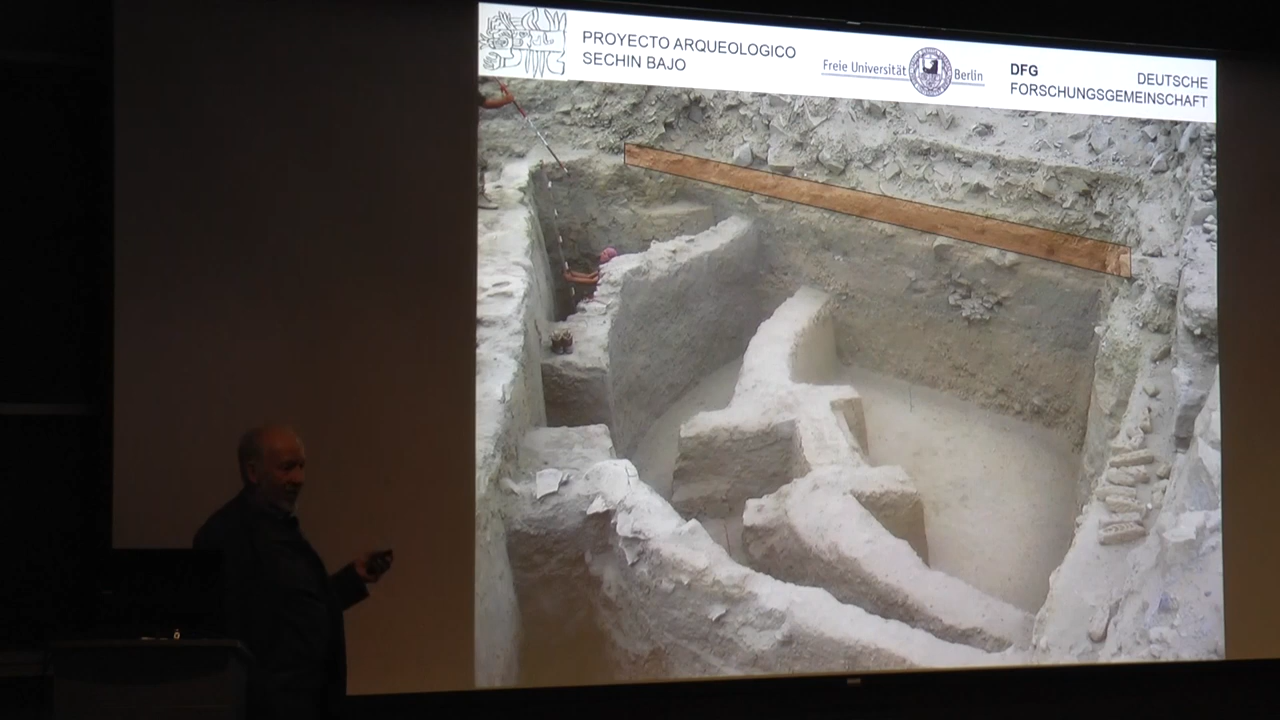 PROYECTO ARQUEOLOGICO
SECHIN BAJO
Freie Universität Berlin
DFG DEUTSCHE
FORSCHUNGSGEMEINSCHAFT